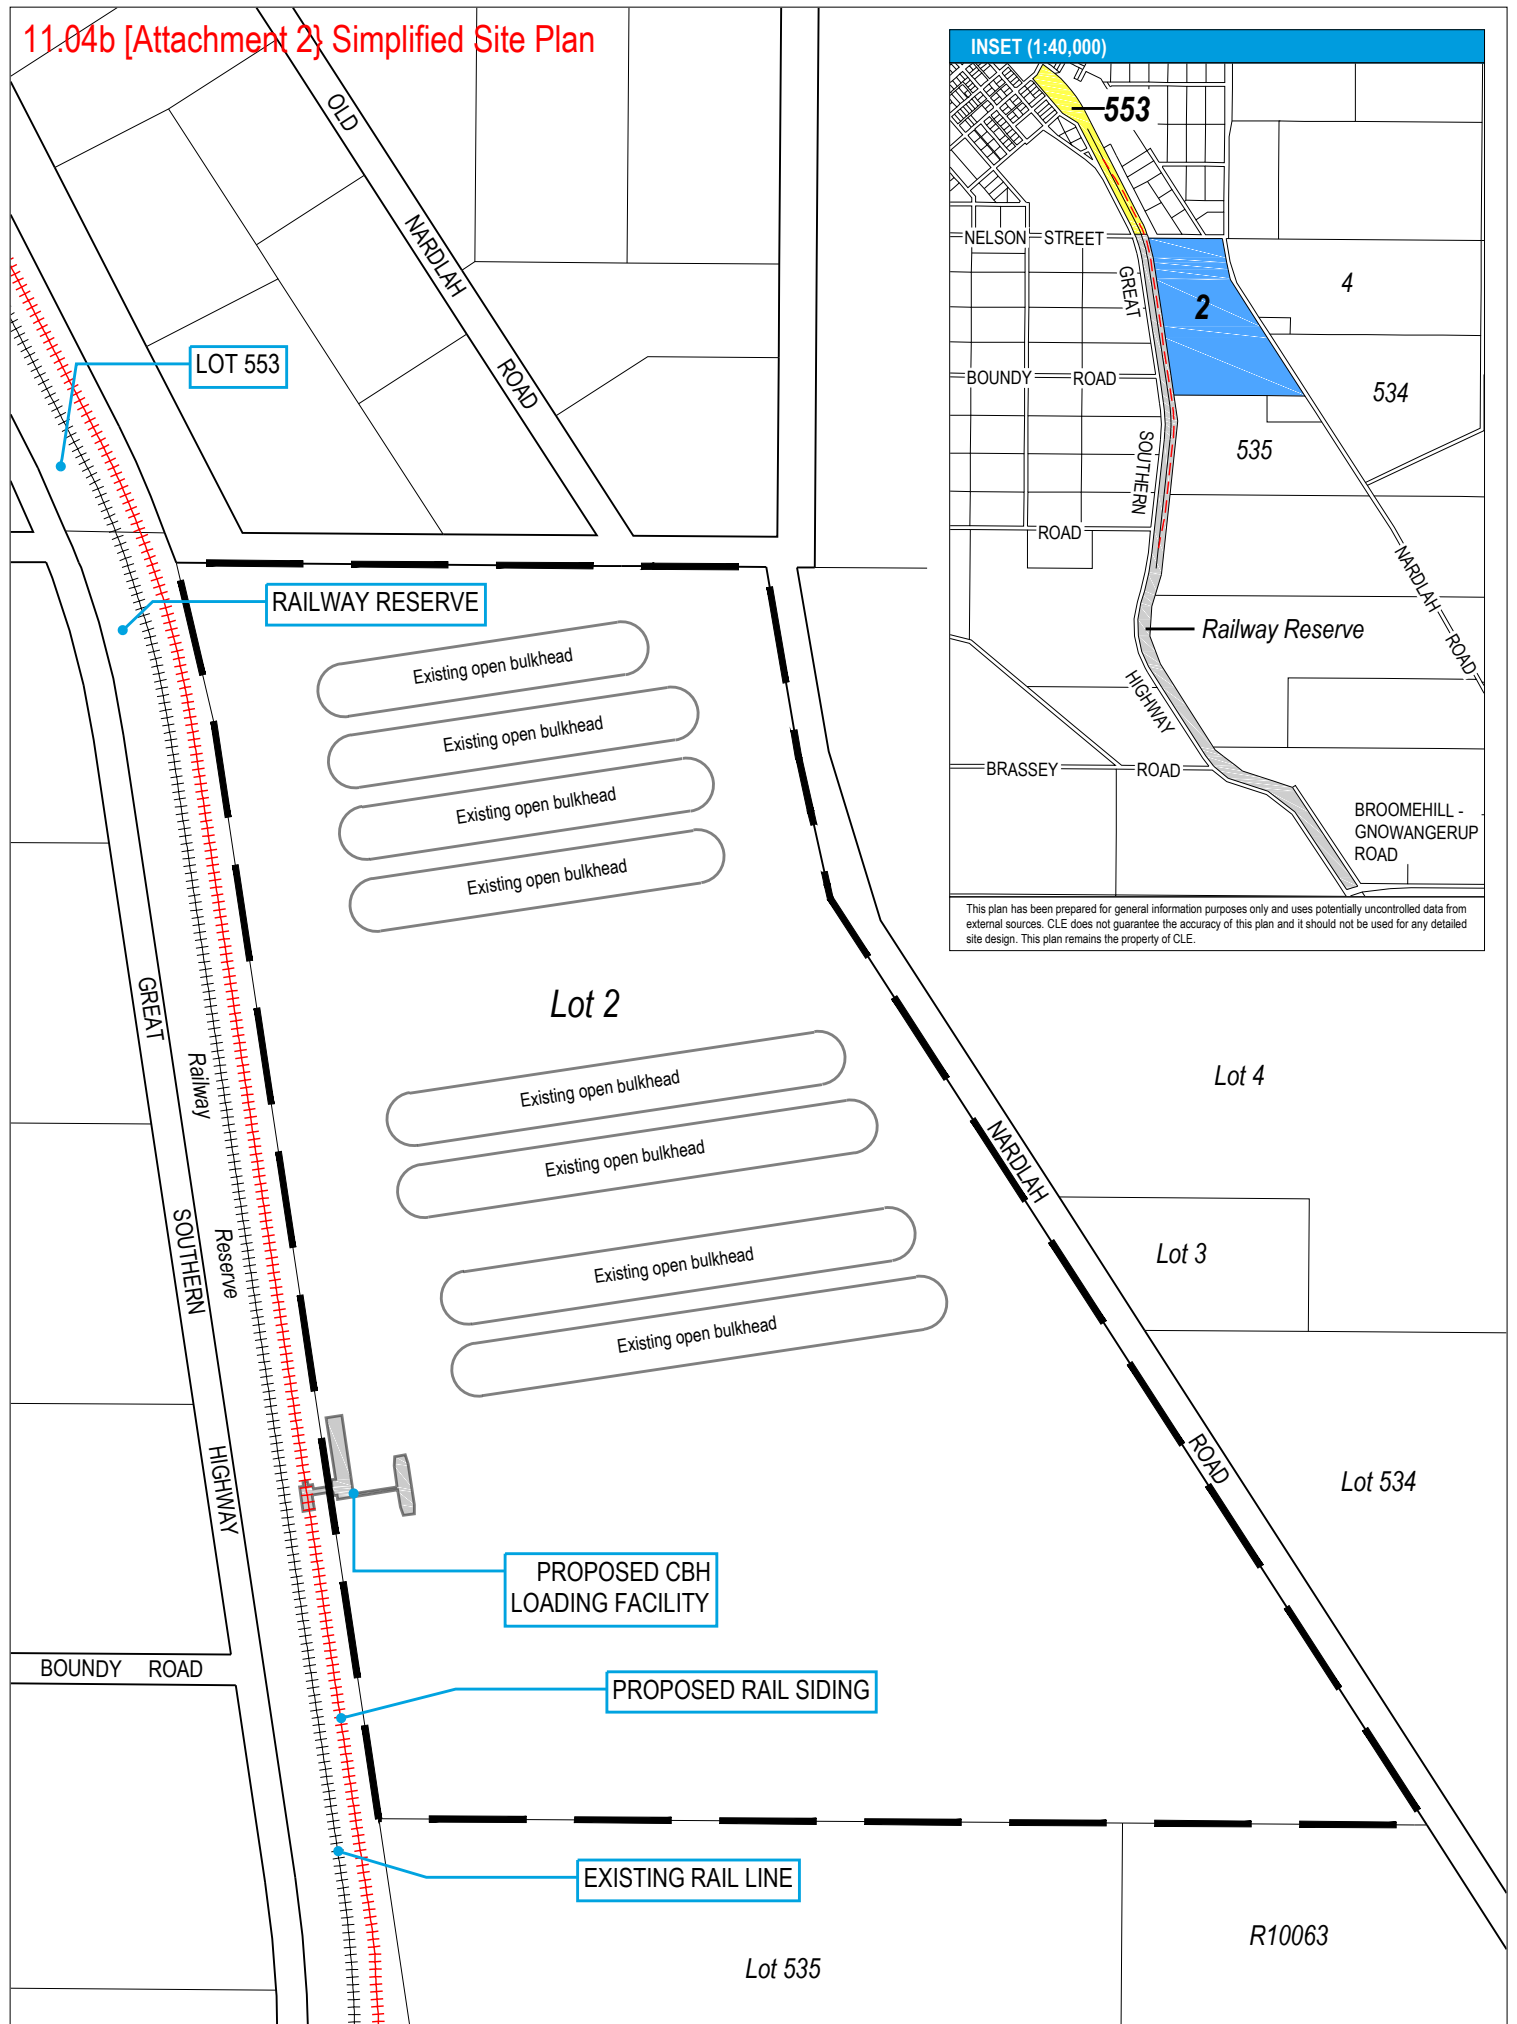 11.04b [Attachment 2} Simplified Site Plan
INSET (1:40,000)
553
NELSON STREET
GREAT
2
4
BOUNDY ROAD
534
SOUTHERN
535
ROAD
NARDLAH
ROAD
Railway Reserve
HIGHWAY
BRASSEY ROAD
BROOMEHILL -
GNOWANGERUP
ROAD
This plan has been prepared for general information purposes only and uses potentially uncontrolled data from
external sources. CLE does not guarantee the accuracy of this plan and it should not be used for any detailed
site design. This plan remains the property of CLE.
OLD
NARDLAH
ROAD
LOT 553
RAILWAY RESERVE
Existing open bulkhead
Existing open bulkhead
Existing open bulkhead
Existing open bulkhead
Lot 2
GREAT
SOUTHERN
HIGHWAY
Railway
Reserve
Existing open bulkhead
Existing open bulkhead
Existing open bulkhead
Existing open bulkhead
Lot 4
NARDLAH
ROAD
Lot 3
Lot 534
PROPOSED CBH
LOADING FACILITY
BOUNDY ROAD
PROPOSED RAIL SIDING
EXISTING RAIL LINE
Lot 535
R10063